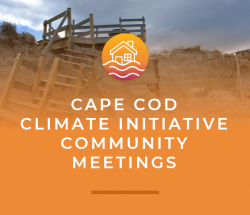 CAPE COD
CLIMATE INITIATIVE
COMMUNITY
MEETINGS